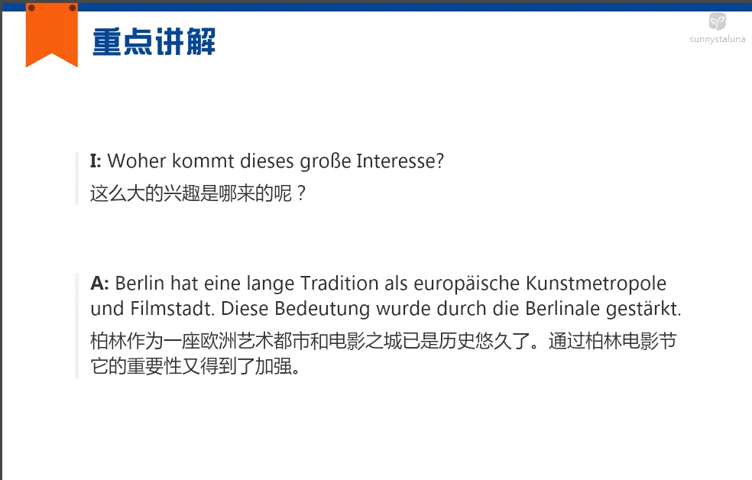 重点讲解
sunnystaluna
I: Woher kommt dieses große Interesse?
这么大的兴趣是哪来的呢？
A: Berlin hat eine lange Tradition als europäische Kunstmetropole
und Filmstadt. Diese Bedeutung wurde durch die Berlinale gestärkt.
柏林作为一座欧洲艺术都市和电影之城已是历史悠久了。通过柏林电影节
它的重要性又得到了加强。